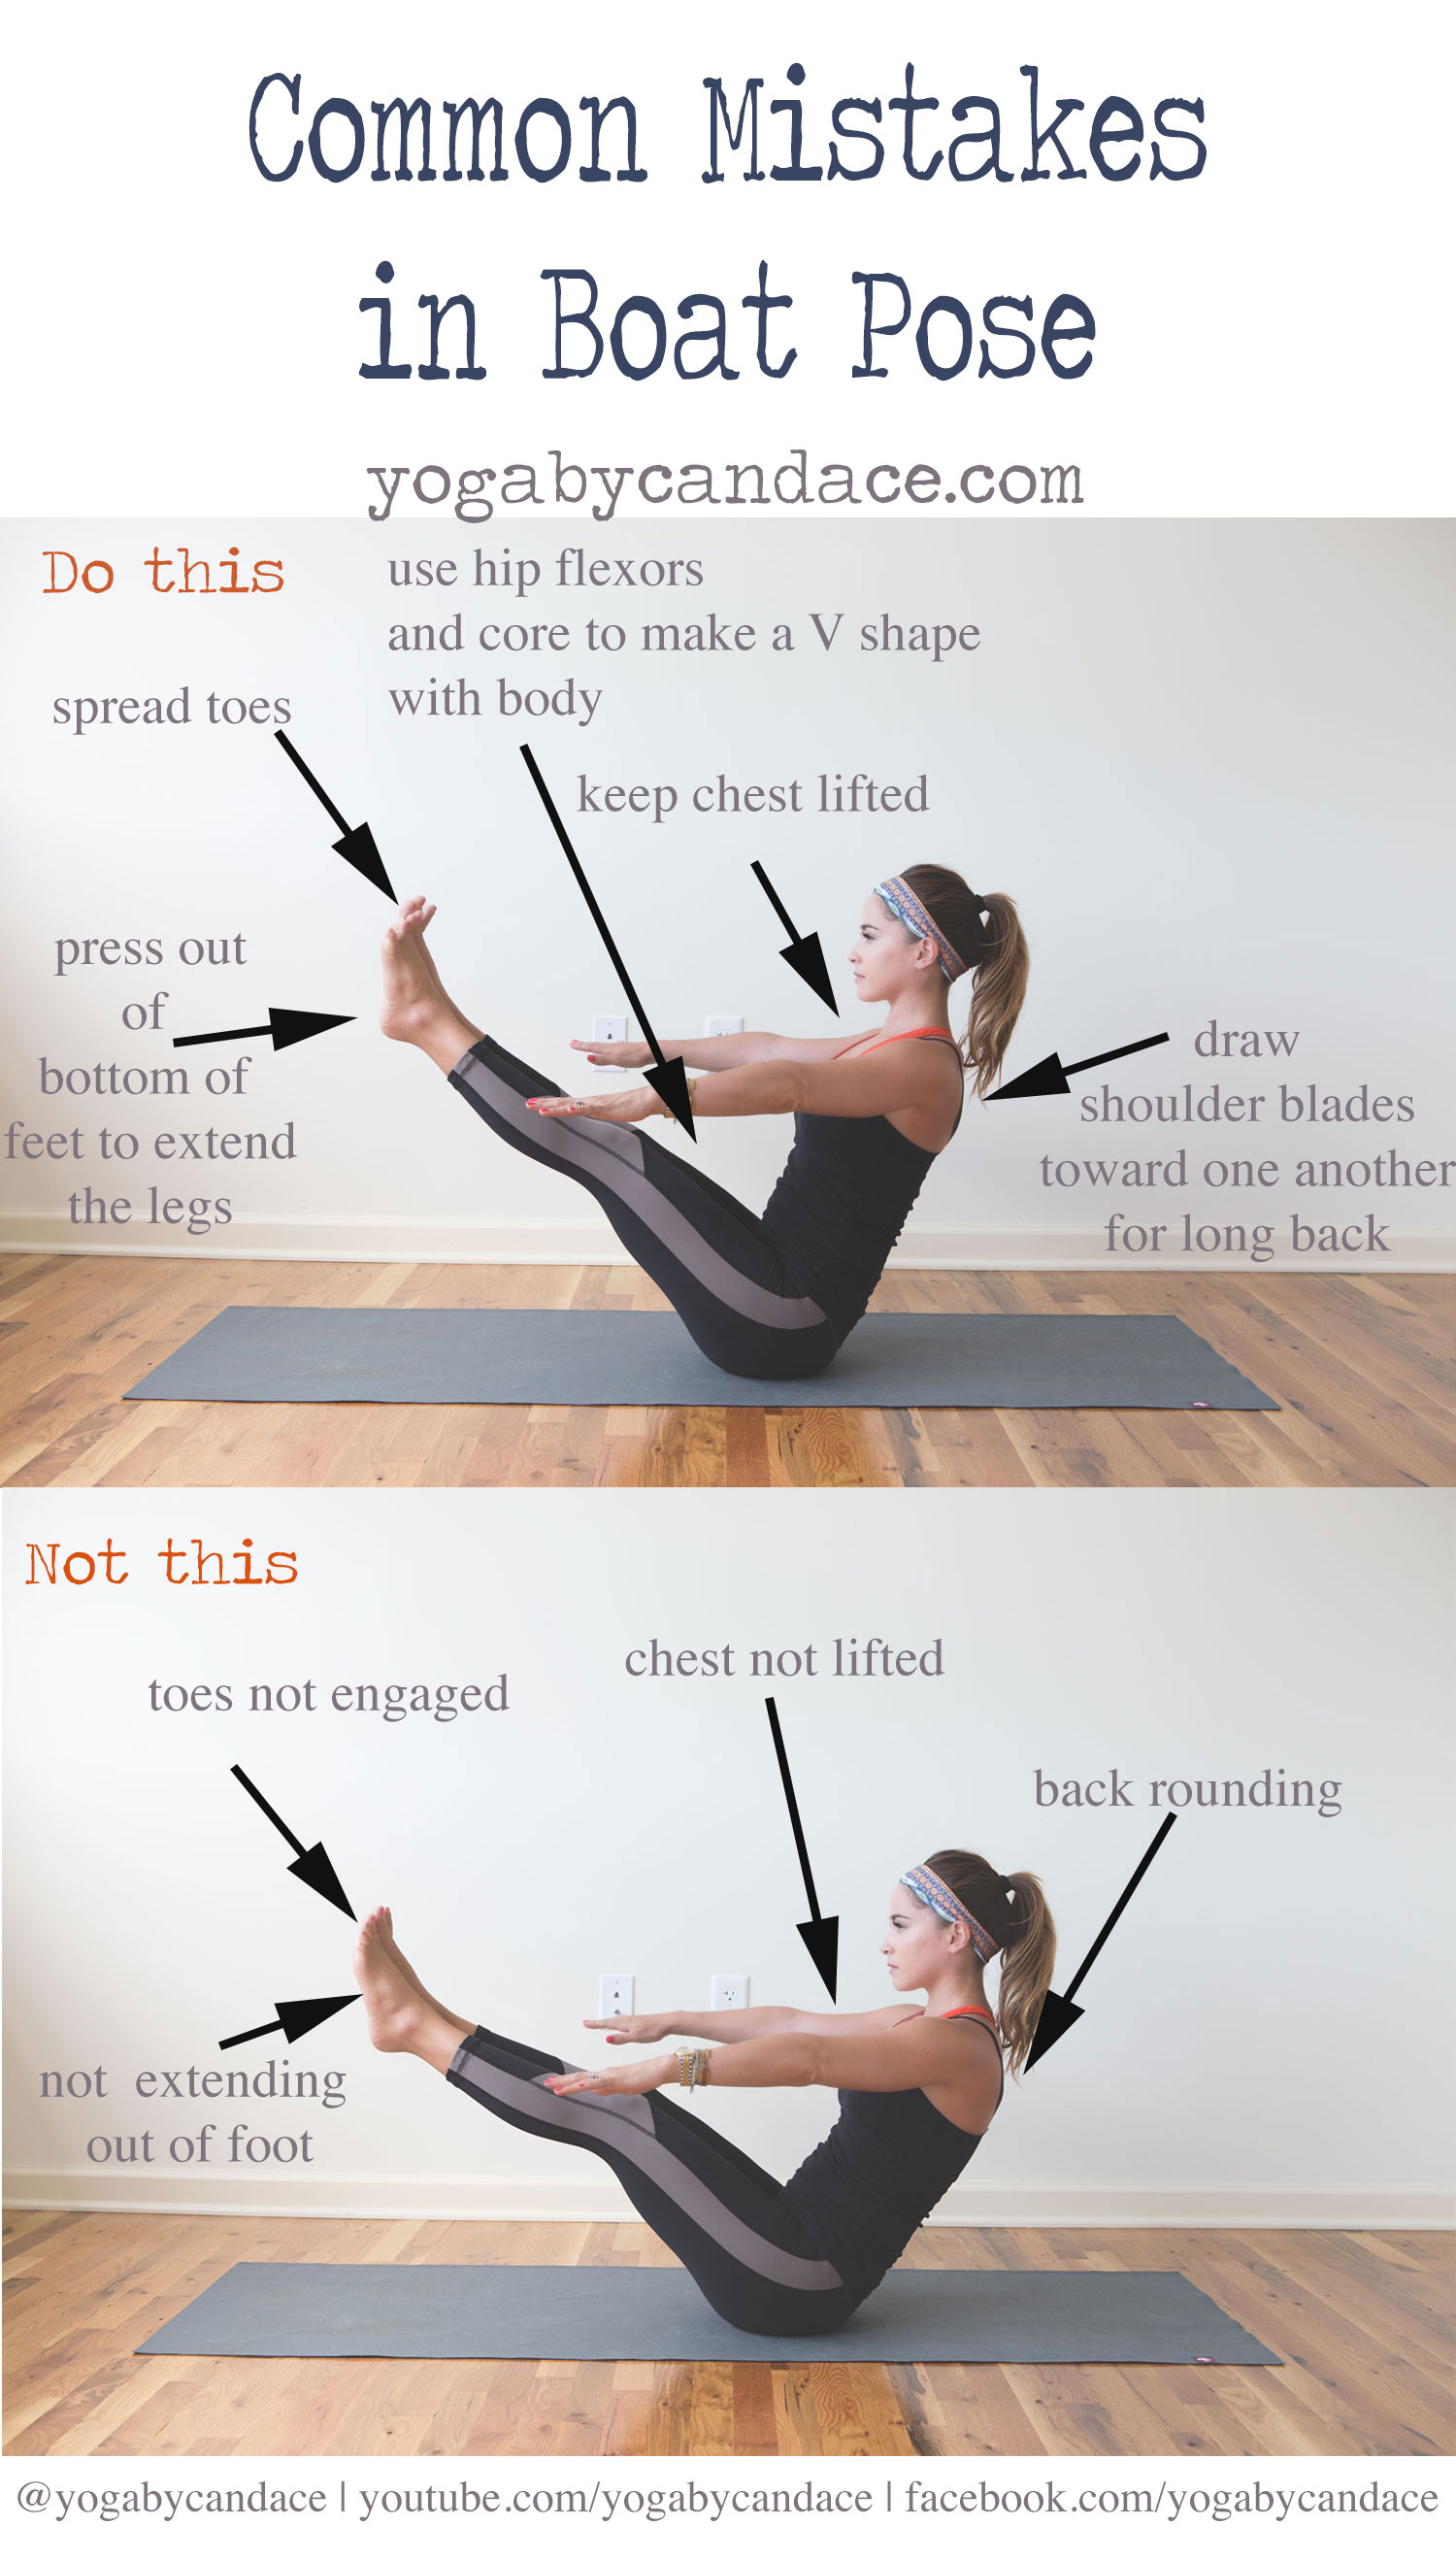 Common Mistakes
in Boat Pose
yogabycandace.com
Do this
use hip flexors
and core to make a V shape
with body
spread toes
keep chest lifted
press out
of
bottom of
feet to extend
the legs
draw
shoulder blades
toward one another
for long back
Not this
chest not lifted
toes not engaged
back rounding
not extending
out of foot
@yogabycandace | youtube.com/yogabycandace | facebook.com/yogabycandace